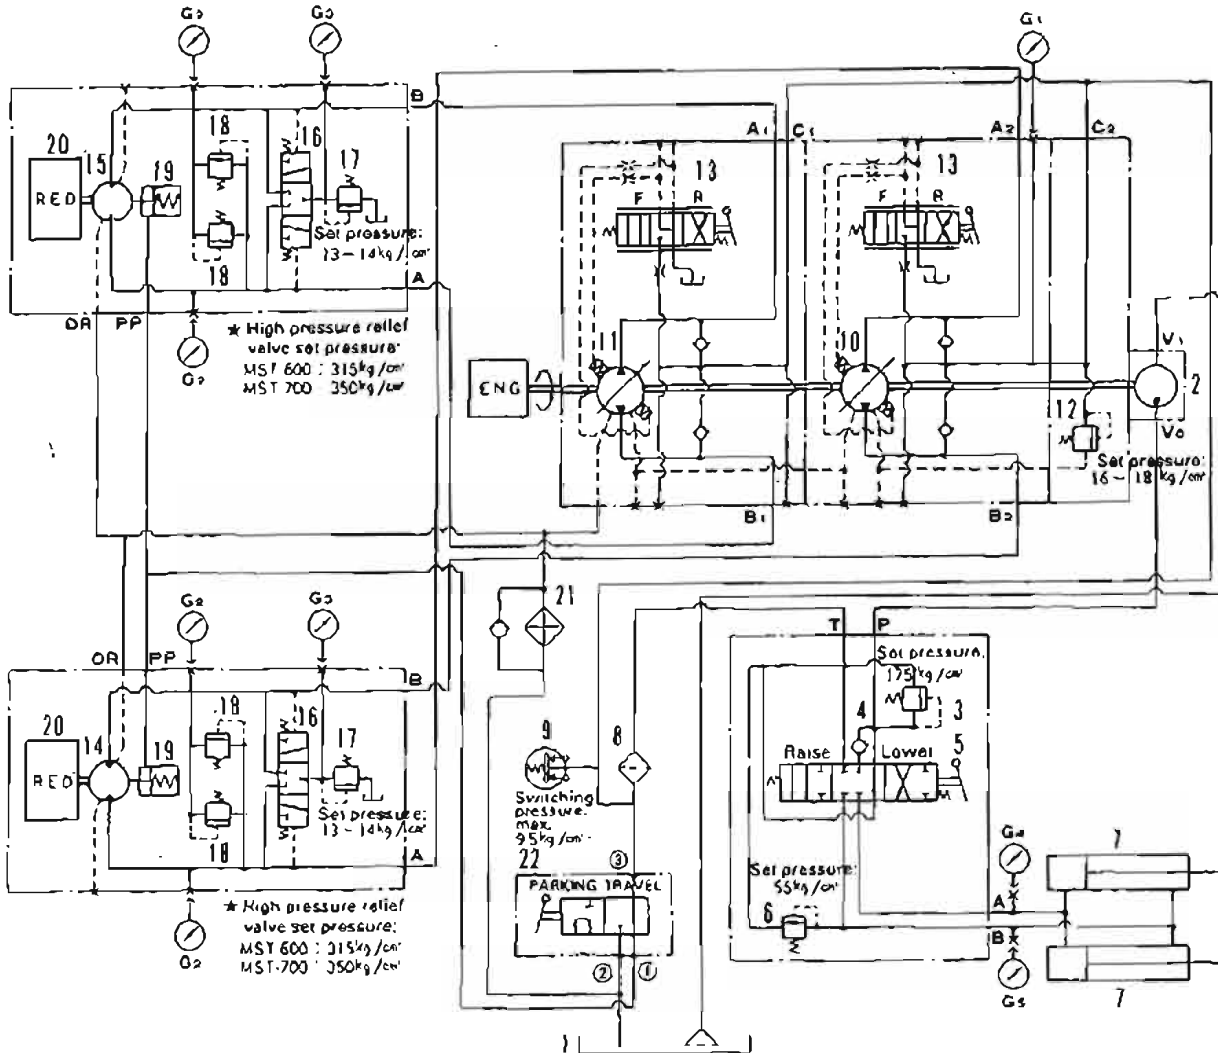 G3
G3
G1
B
A1
C1
A2
C2
20
15
18
16
17
19
RED
13
13
F
R
F
R
Set pressure:
13-14kg/cm²
18
A
DR
PP
★ High pressure relief
valve set pressure:
MST 600 : 315kg/cm²
MST 700 : 350kg/cm²
G2
ENG
11
10
V1
2
12
V0
Set pressure:
16-18kg/cm²
B1
B2
G2
G3
DR
PP
B
21
T
P
Set pressure:
175kg/cm²
20
14
18
16
17
19
RED
9
8
4
3
5
Raise
Lower
Set pressure:
13-14kg/cm²
18
A
Switching
pressure:
max.
95kg/cm²
22
③
PARKING TRAVEL
Set pressure:
55kg/cm²
6
G4
7
A
B
★ High pressure relief
valve set pressure:
MST-600 : 315kg/cm²
MST-700 : 350kg/cm²
G2
②
①
G5
7
1